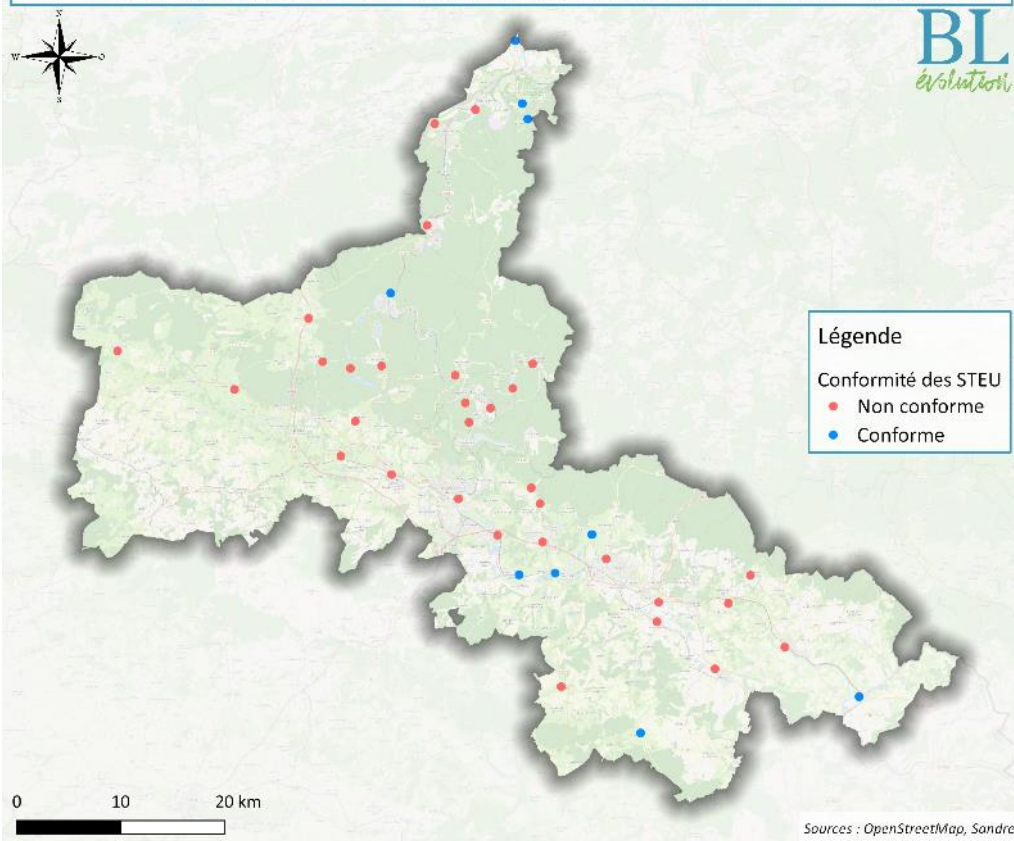 N
W
O
S
BL
évolution
Légende
Conformité des STEU
Non conforme
Conforme
0 10 20 km
Sources : OpenStreetMap, Sandre